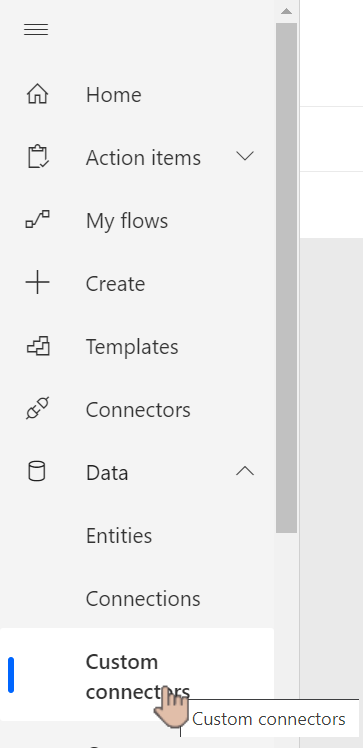 Home
Action items
My flows
Create
Templates
Connectors
Data
Entities
Connections
Custom
connectors
Custom connectors